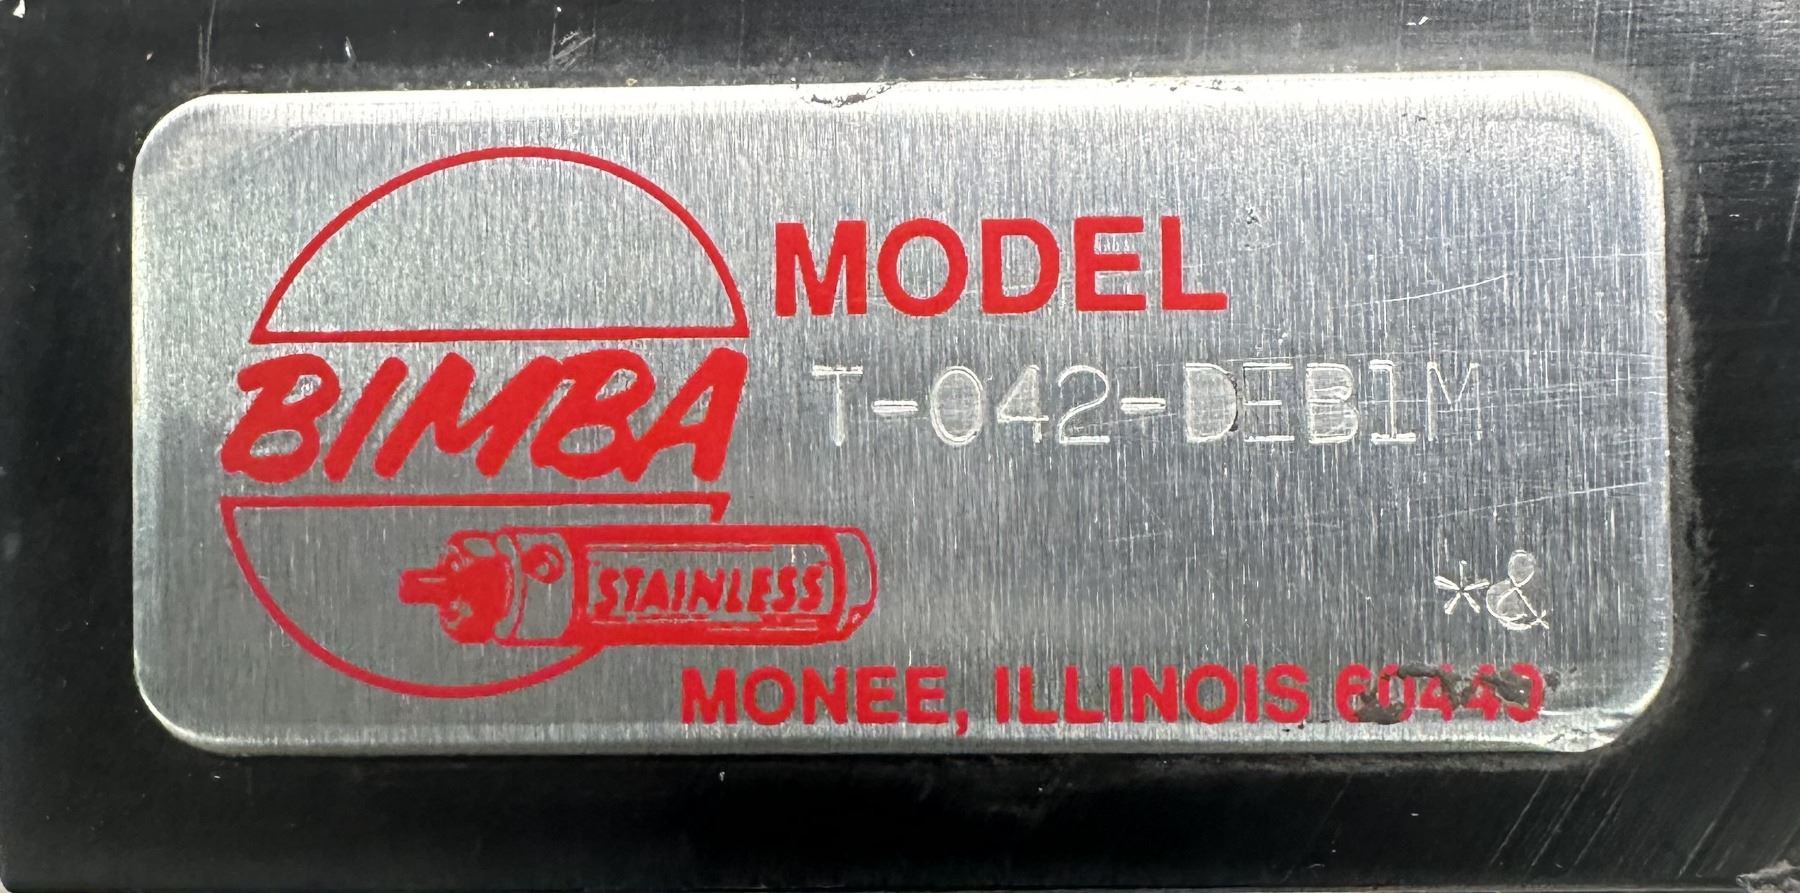 MODEL
BIMBA
T-042-DEB1M
STAINLESS
*&
MONEE, ILLINOIS 60449